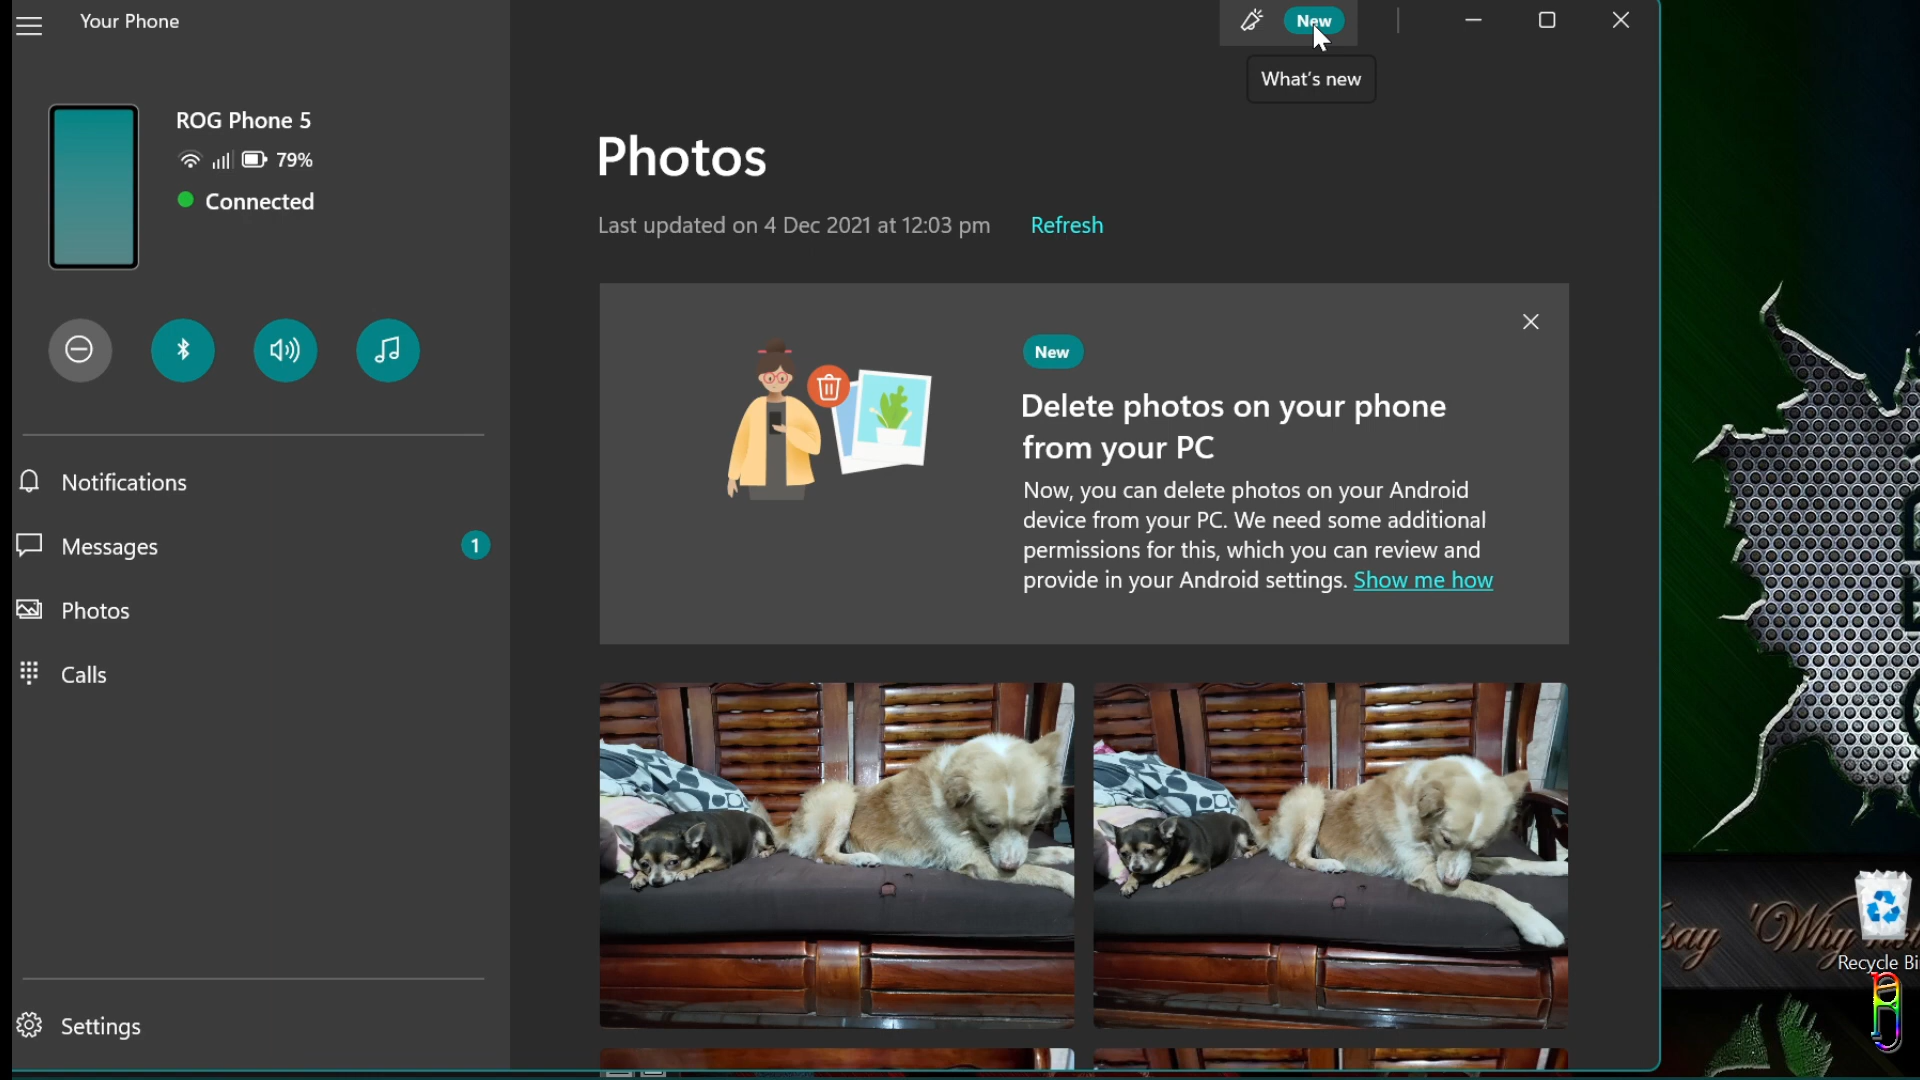 Your Phone
New
What's new
ROG Phone 5
79%
Connected
Photos
Last updated on 4 Dec 2021 at 12:03 pm Refresh
New
Delete photos on your phone
from your PC
Now, you can delete photos on your Android
device from your PC. We need some additional
permissions for this, which you can review and
provide in your Android settings. Show me how
Notifications
Messages 1
Photos
Calls
Settings
say 'Why
Recycle Bi